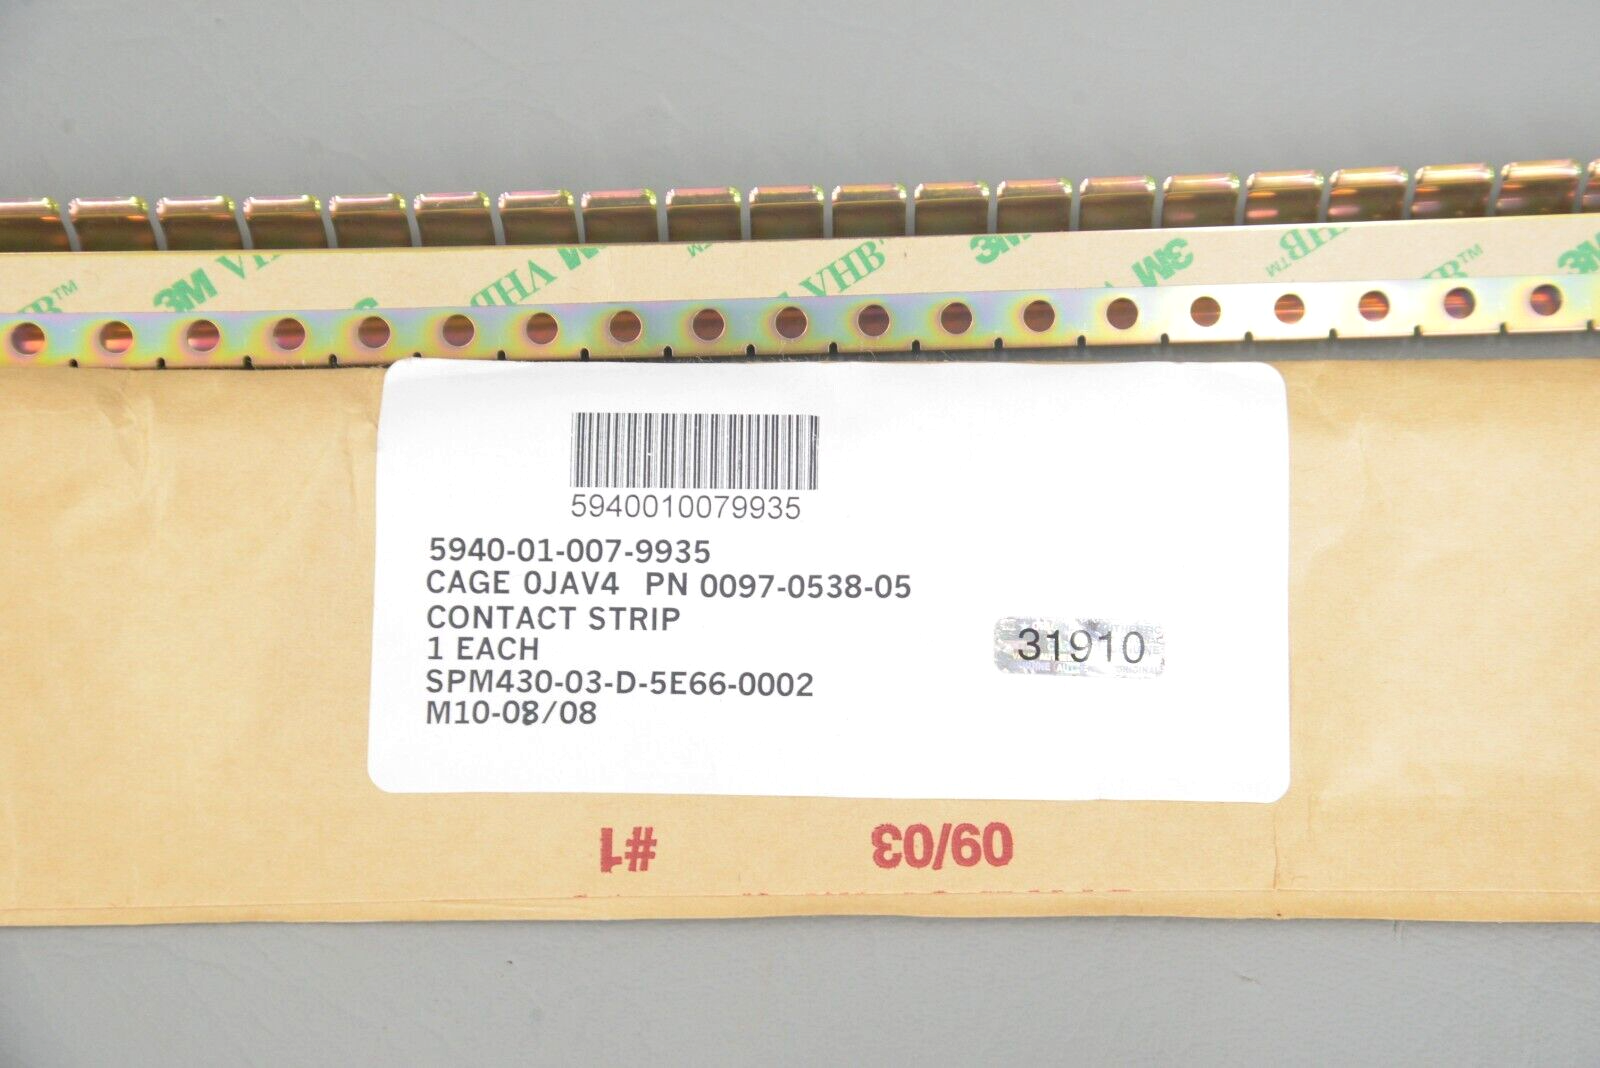 3M VHB™
5940010079935
5940-01-007-9935
CAGE 0JAV4 PN 0097-0538-05
CONTACT STRIP
1 EACH
SPM430-03-D-5E66-0002
M10-08/08
31910
09/03 #1